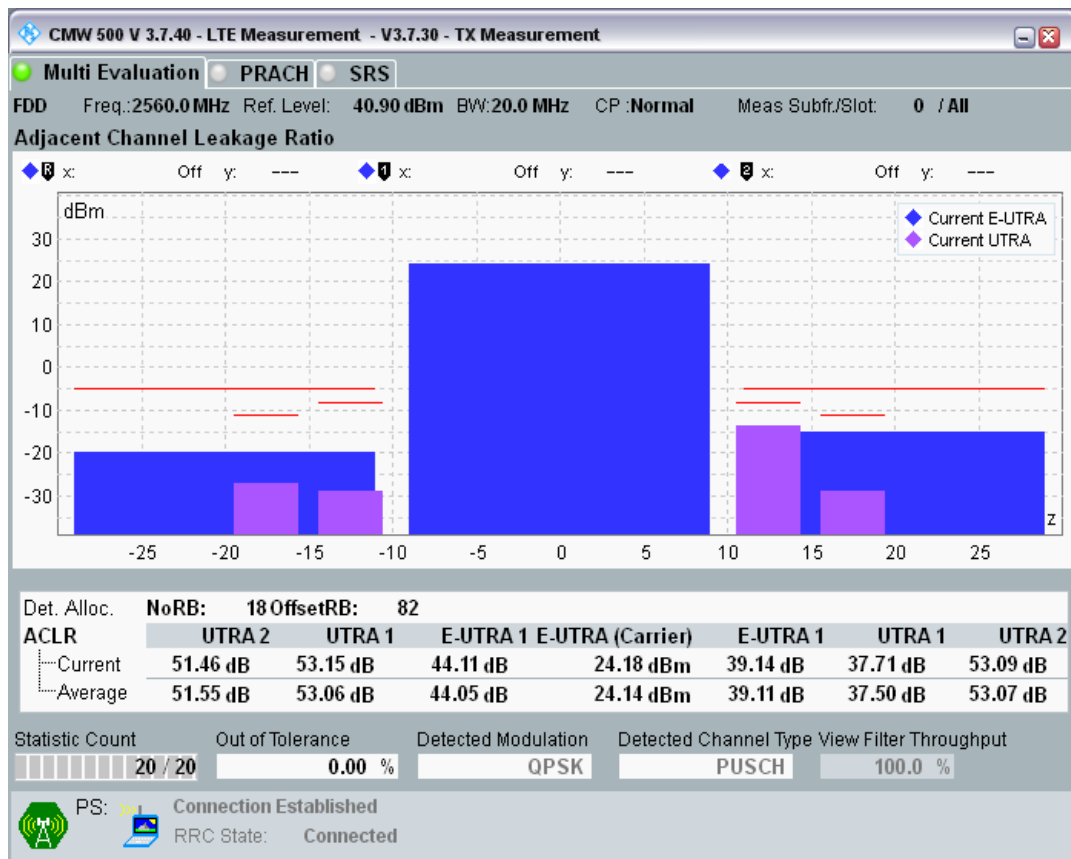 CMW 500 V 3.7.40 - LTE Measurement - V3.7.30 - TX Measurement
Multi Evaluation PRACH SRS
FDD Freq.:2560.0 MHz Ref. Level: 40.90 dBm BW:20.0 MHz CP :Normal Meas Subfr./Slot: 0 / All
Adjacent Channel Leakage Ratio
R x: Off y: --- 1 x: Off y: --- 2 x: Off y: ---
dBm
Current E-UTRA
Current UTRA
30
20
10
0
-10
-20
-30
z
-25 -20 -15 -10 -5 0 5 10 15 20 25
Det. Alloc. NoRB: 18 OffsetRB: 82
ACLR UTRA 2 UTRA 1 E-UTRA 1 E-UTRA (Carrier) E-UTRA 1 UTRA 1 UTRA 2
Current 51.46 dB 53.15 dB 44.11 dB 24.18 dBm 39.14 dB 37.71 dB 53.09 dB
Average 51.55 dB 53.06 dB 44.05 dB 24.14 dBm 39.11 dB 37.50 dB 53.07 dB
Statistic Count Out of Tolerance Detected Modulation Detected Channel Type View Filter Throughput
20 / 20 0.00 % QPSK PUSCH 100.0 %
PS: Connection Established
RRC State: Connected